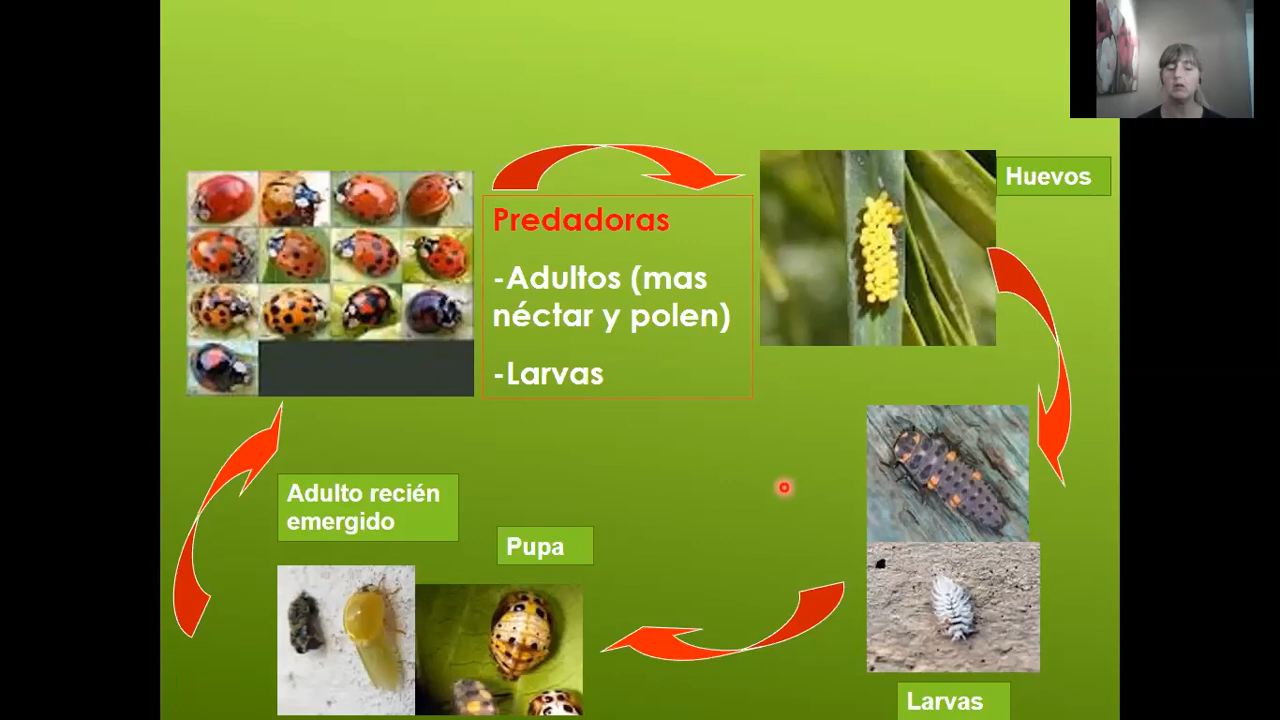 Huevos
Predadoras
-Adultos (mas
néctar y polen)
-Larvas
Adulto recién
emergido
Pupa
Larvas